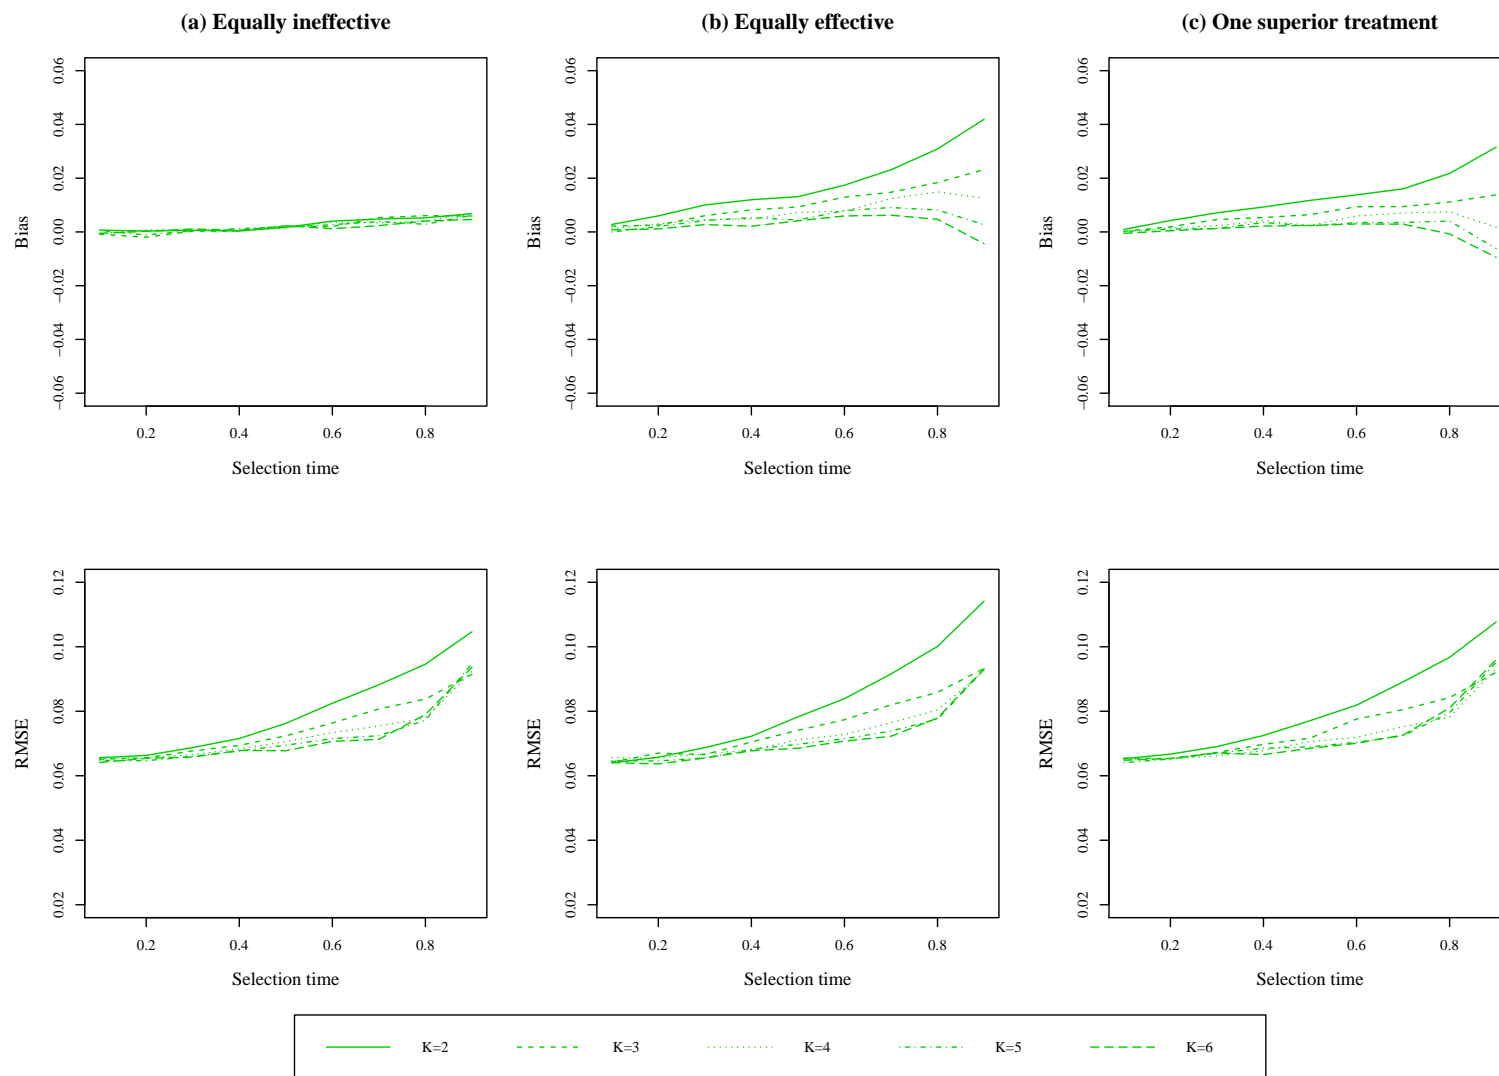 (a) Equally ineffective
(b) Equally effective
(c) One superior treatment
Bias
0.06
0.04
0.02
0.00
−0.02
−0.04
−0.06
0.2 0.4 0.6 0.8
Selection time
Bias
0.06
0.04
0.02
0.00
−0.02
−0.04
−0.06
0.2 0.4 0.6 0.8
Selection time
Bias
0.06
0.04
0.02
0.00
−0.02
−0.04
−0.06
0.2 0.4 0.6 0.8
Selection time
RMSE
0.12
0.10
0.08
0.06
0.04
0.02
0.2 0.4 0.6 0.8
Selection time
RMSE
0.12
0.10
0.08
0.06
0.04
0.02
0.2 0.4 0.6 0.8
Selection time
RMSE
0.12
0.10
0.08
0.06
0.04
0.02
0.2 0.4 0.6 0.8
Selection time
K=2 K=3 K=4 K=5 K=6